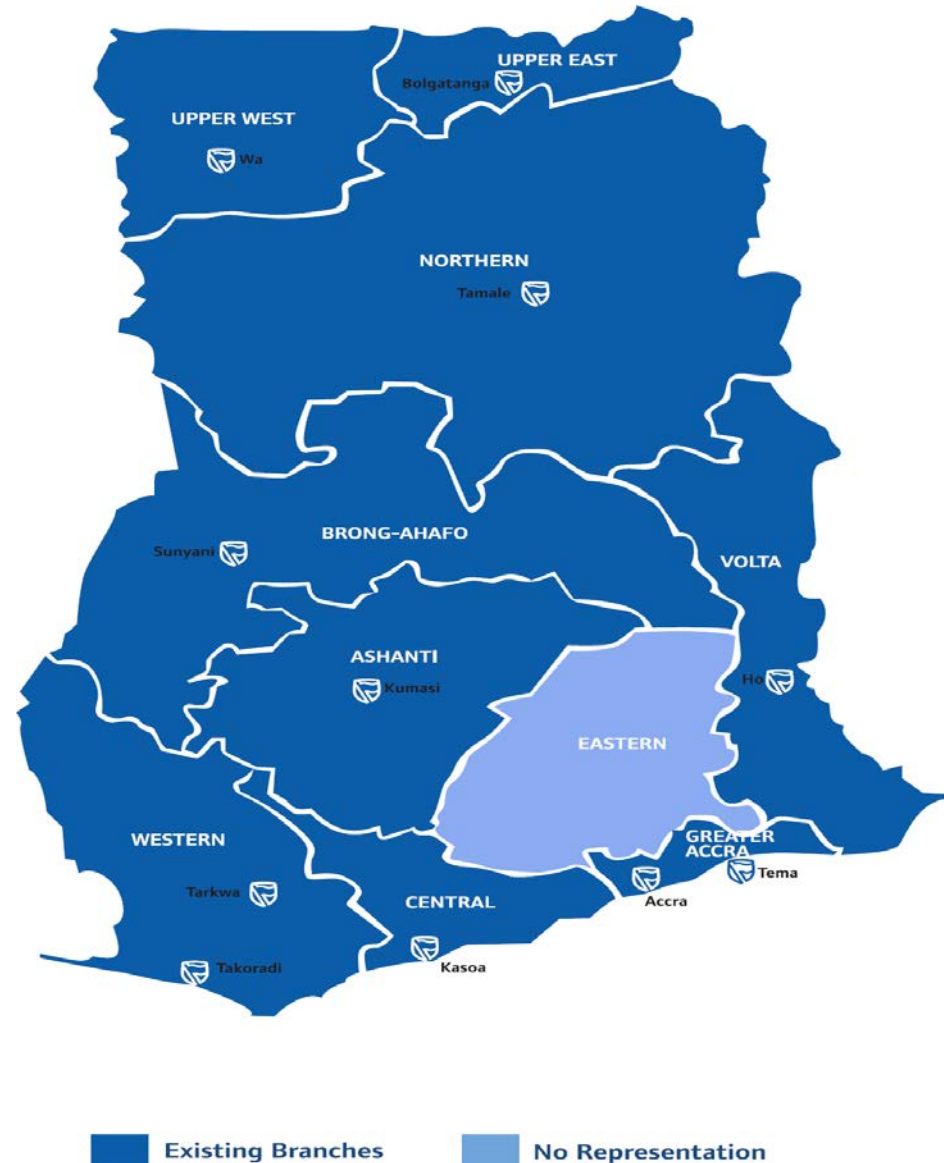 UPPER EAST
Bolgatanga
UPPER WEST
Wa
NORTHERN
Tamale
BRONG-AHAFO
Sunyani
VOLTA
ASHANTI
Kumasi
Ho
EASTERN
WESTERN
GREATER
ACCRA
Tema
Tarkwa
CENTRAL
Accra
Takoradi
Kasoa
Existing Branches
No Representation